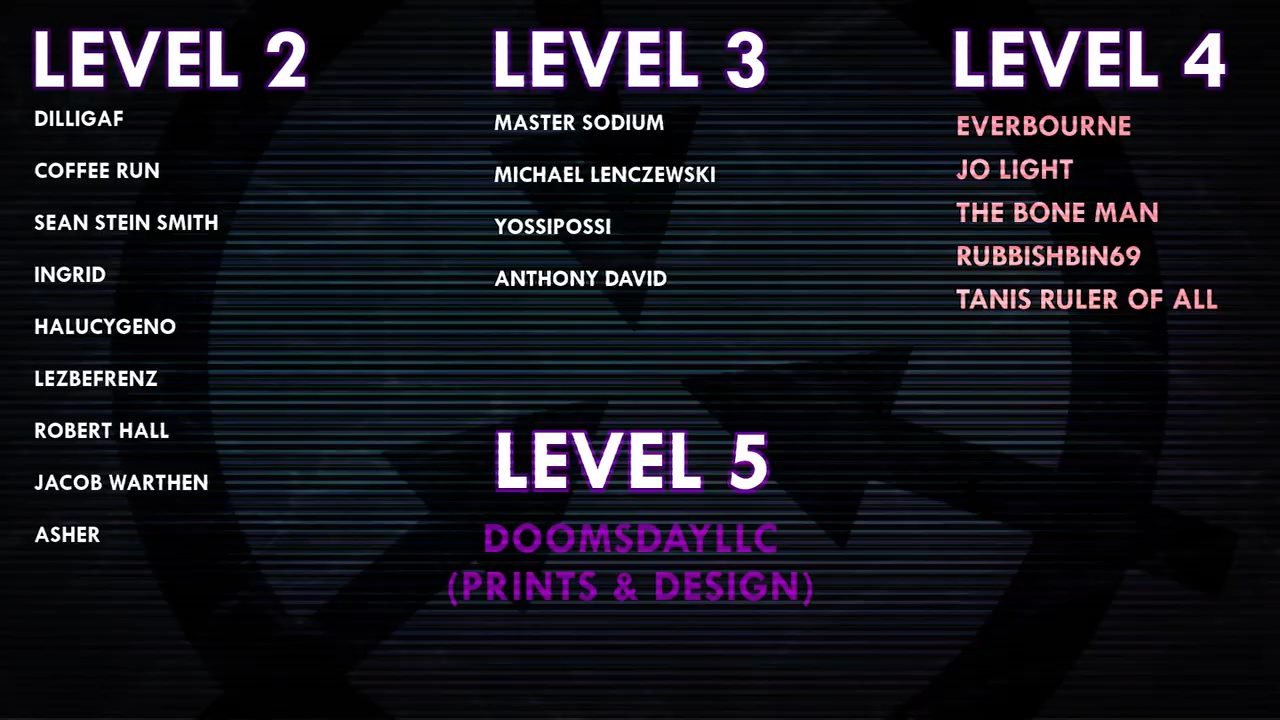 LEVEL 2
DILLIGAF
COFFEE RUN
SEAN STEIN SMITH
INGRID
HALUCYGENO
LEZBEFRENZ
ROBERT HALL
JACOB WARTHEN
ASHER
LEVEL 3
MASTER SODIUM
MICHAEL LENCZEWSKI
YOSSIPOSSI
ANTHONY DAVID
LEVEL 4
EVERBOURNE
JO LIGHT
THE BONE MAN
RUBBISHBIN69
TANIS RULER OF ALL
LEVEL 5
DOOMSDAYLLC
(PRINTS & DESIGN)